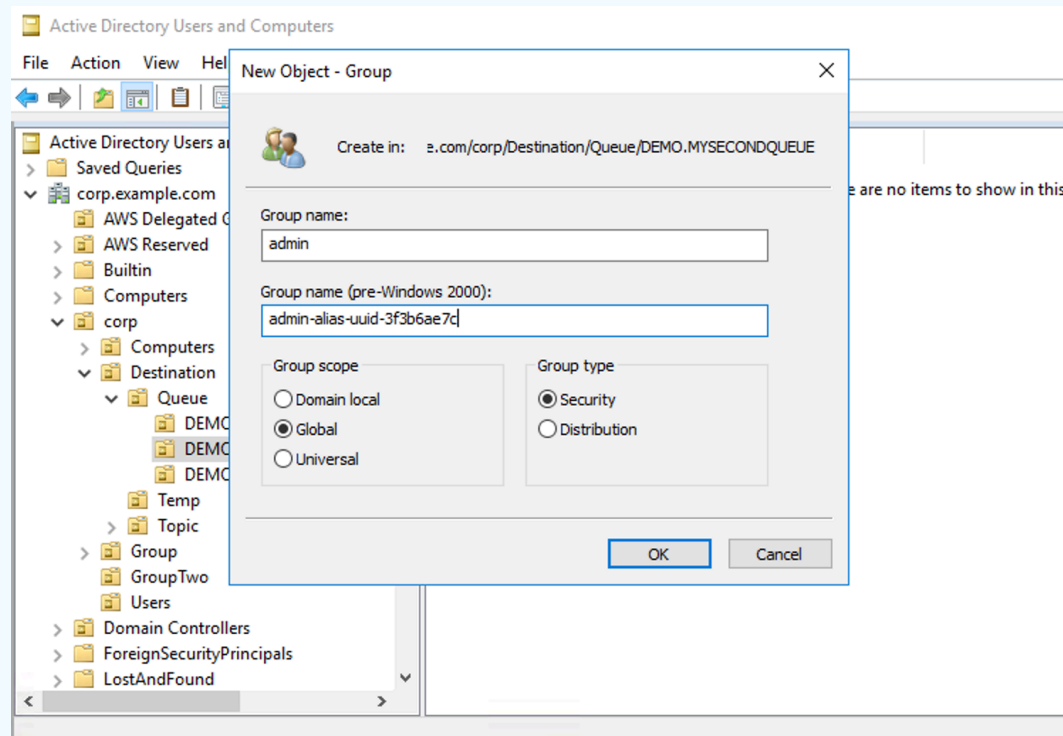 Active Directory Users and Computers
File Action View Hel
New Object - Group
Create in: e.com/corp/Destination/Queue/DEMO.MYSECONDQUEUE
Group name:
admin
Group name (pre-Windows 2000):
admin-alias-uuid-3f3b6ae7c
Group scope
Domain local
Global
Universal
Group type
Security
Distribution
OK Cancel
Active Directory Users ar
Saved Queries
corp.example.com
AWS Delegated G
AWS Reserved
Builtin
Computers
corp
Computers
Destination
Queue
DEMO
DEMO
DEMO
Temp
Topic
Group
GroupTwo
Users
Domain Controllers
ForeignSecurityPrincipals
LostAndFound
e are no items to show in this